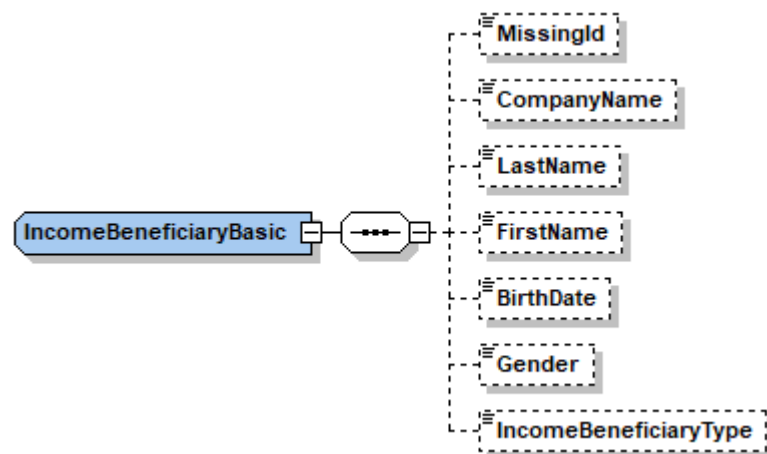 MissingId
CompanyName
LastName
IncomeBeneficiaryBasic
FirstName
BirthDate
Gender
IncomeBeneficiaryType